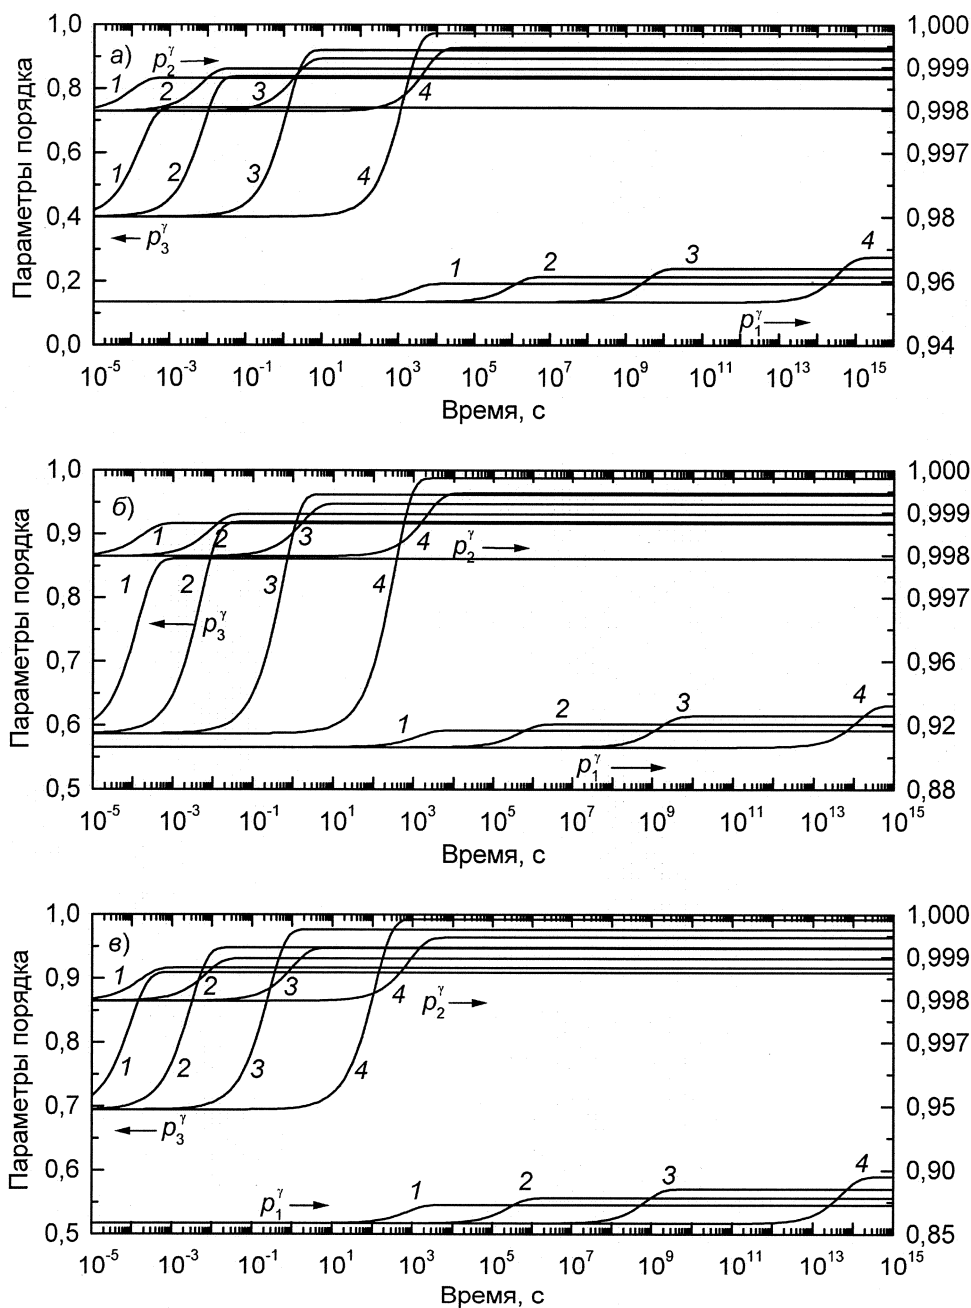 Параметры порядка
1,0
0,8
0,6
0,4
0,2
0,0
1,000
0,999
0,998
0,997
0,98
0,96
0,94
а)
p₂^γ →
1 2 3 4
1 2 3 4
← p₃^γ
1 2 3 4
p₁^γ →
10⁻⁵ 10⁻³ 10⁻¹ 10¹ 10³ 10⁵ 10⁷ 10⁹ 10¹¹ 10¹³ 10¹⁵
Время, с
Параметры порядка
1,0
0,9
0,8
0,7
0,6
0,5
1,000
0,999
0,998
0,997
0,96
0,92
0,88
б)
1 2 3 4
p₂^γ →
1 2 3 4
← p₃^γ
1 2 3 4
p₁^γ →
10⁻⁵ 10⁻³ 10⁻¹ 10¹ 10³ 10⁵ 10⁷ 10⁹ 10¹¹ 10¹³ 10¹⁵
Время, с
Параметры порядка
1,0
0,9
0,8
0,7
0,6
0,5
1,000
0,999
0,998
0,997
0,95
0,90
0,85
в)
1 2 3 4
p₂^γ →
1 2 3 4
← p₃^γ
p₁^γ →
1 2 3 4
10⁻⁵ 10⁻³ 10⁻¹ 10¹ 10³ 10⁵ 10⁷ 10⁹ 10¹¹ 10¹³ 10¹⁵
Время, с